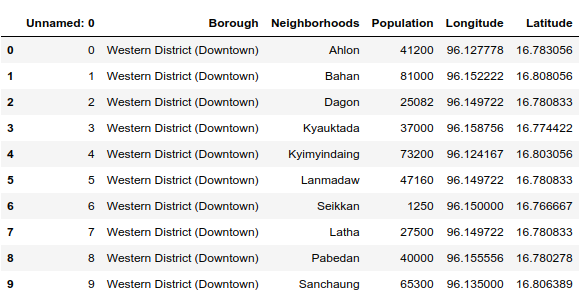 Unnamed: 0 Borough Neighborhoods Population Longitude Latitude
0 0 Western District (Downtown) Ahlon 41200 96.127778 16.783056
1 1 Western District (Downtown) Bahan 81000 96.152222 16.808056
2 2 Western District (Downtown) Dagon 25082 96.149722 16.780833
3 3 Western District (Downtown) Kyauktada 37000 96.158756 16.774422
4 4 Western District (Downtown) Kyimyindaing 73200 96.124167 16.803056
5 5 Western District (Downtown) Lanmadaw 47160 96.149722 16.780833
6 6 Western District (Downtown) Seikkan 1250 96.150000 16.766667
7 7 Western District (Downtown) Latha 27500 96.149722 16.780833
8 8 Western District (Downtown) Pabedan 40000 96.155556 16.780278
9 9 Western District (Downtown) Sanchaung 65300 96.135000 16.806389